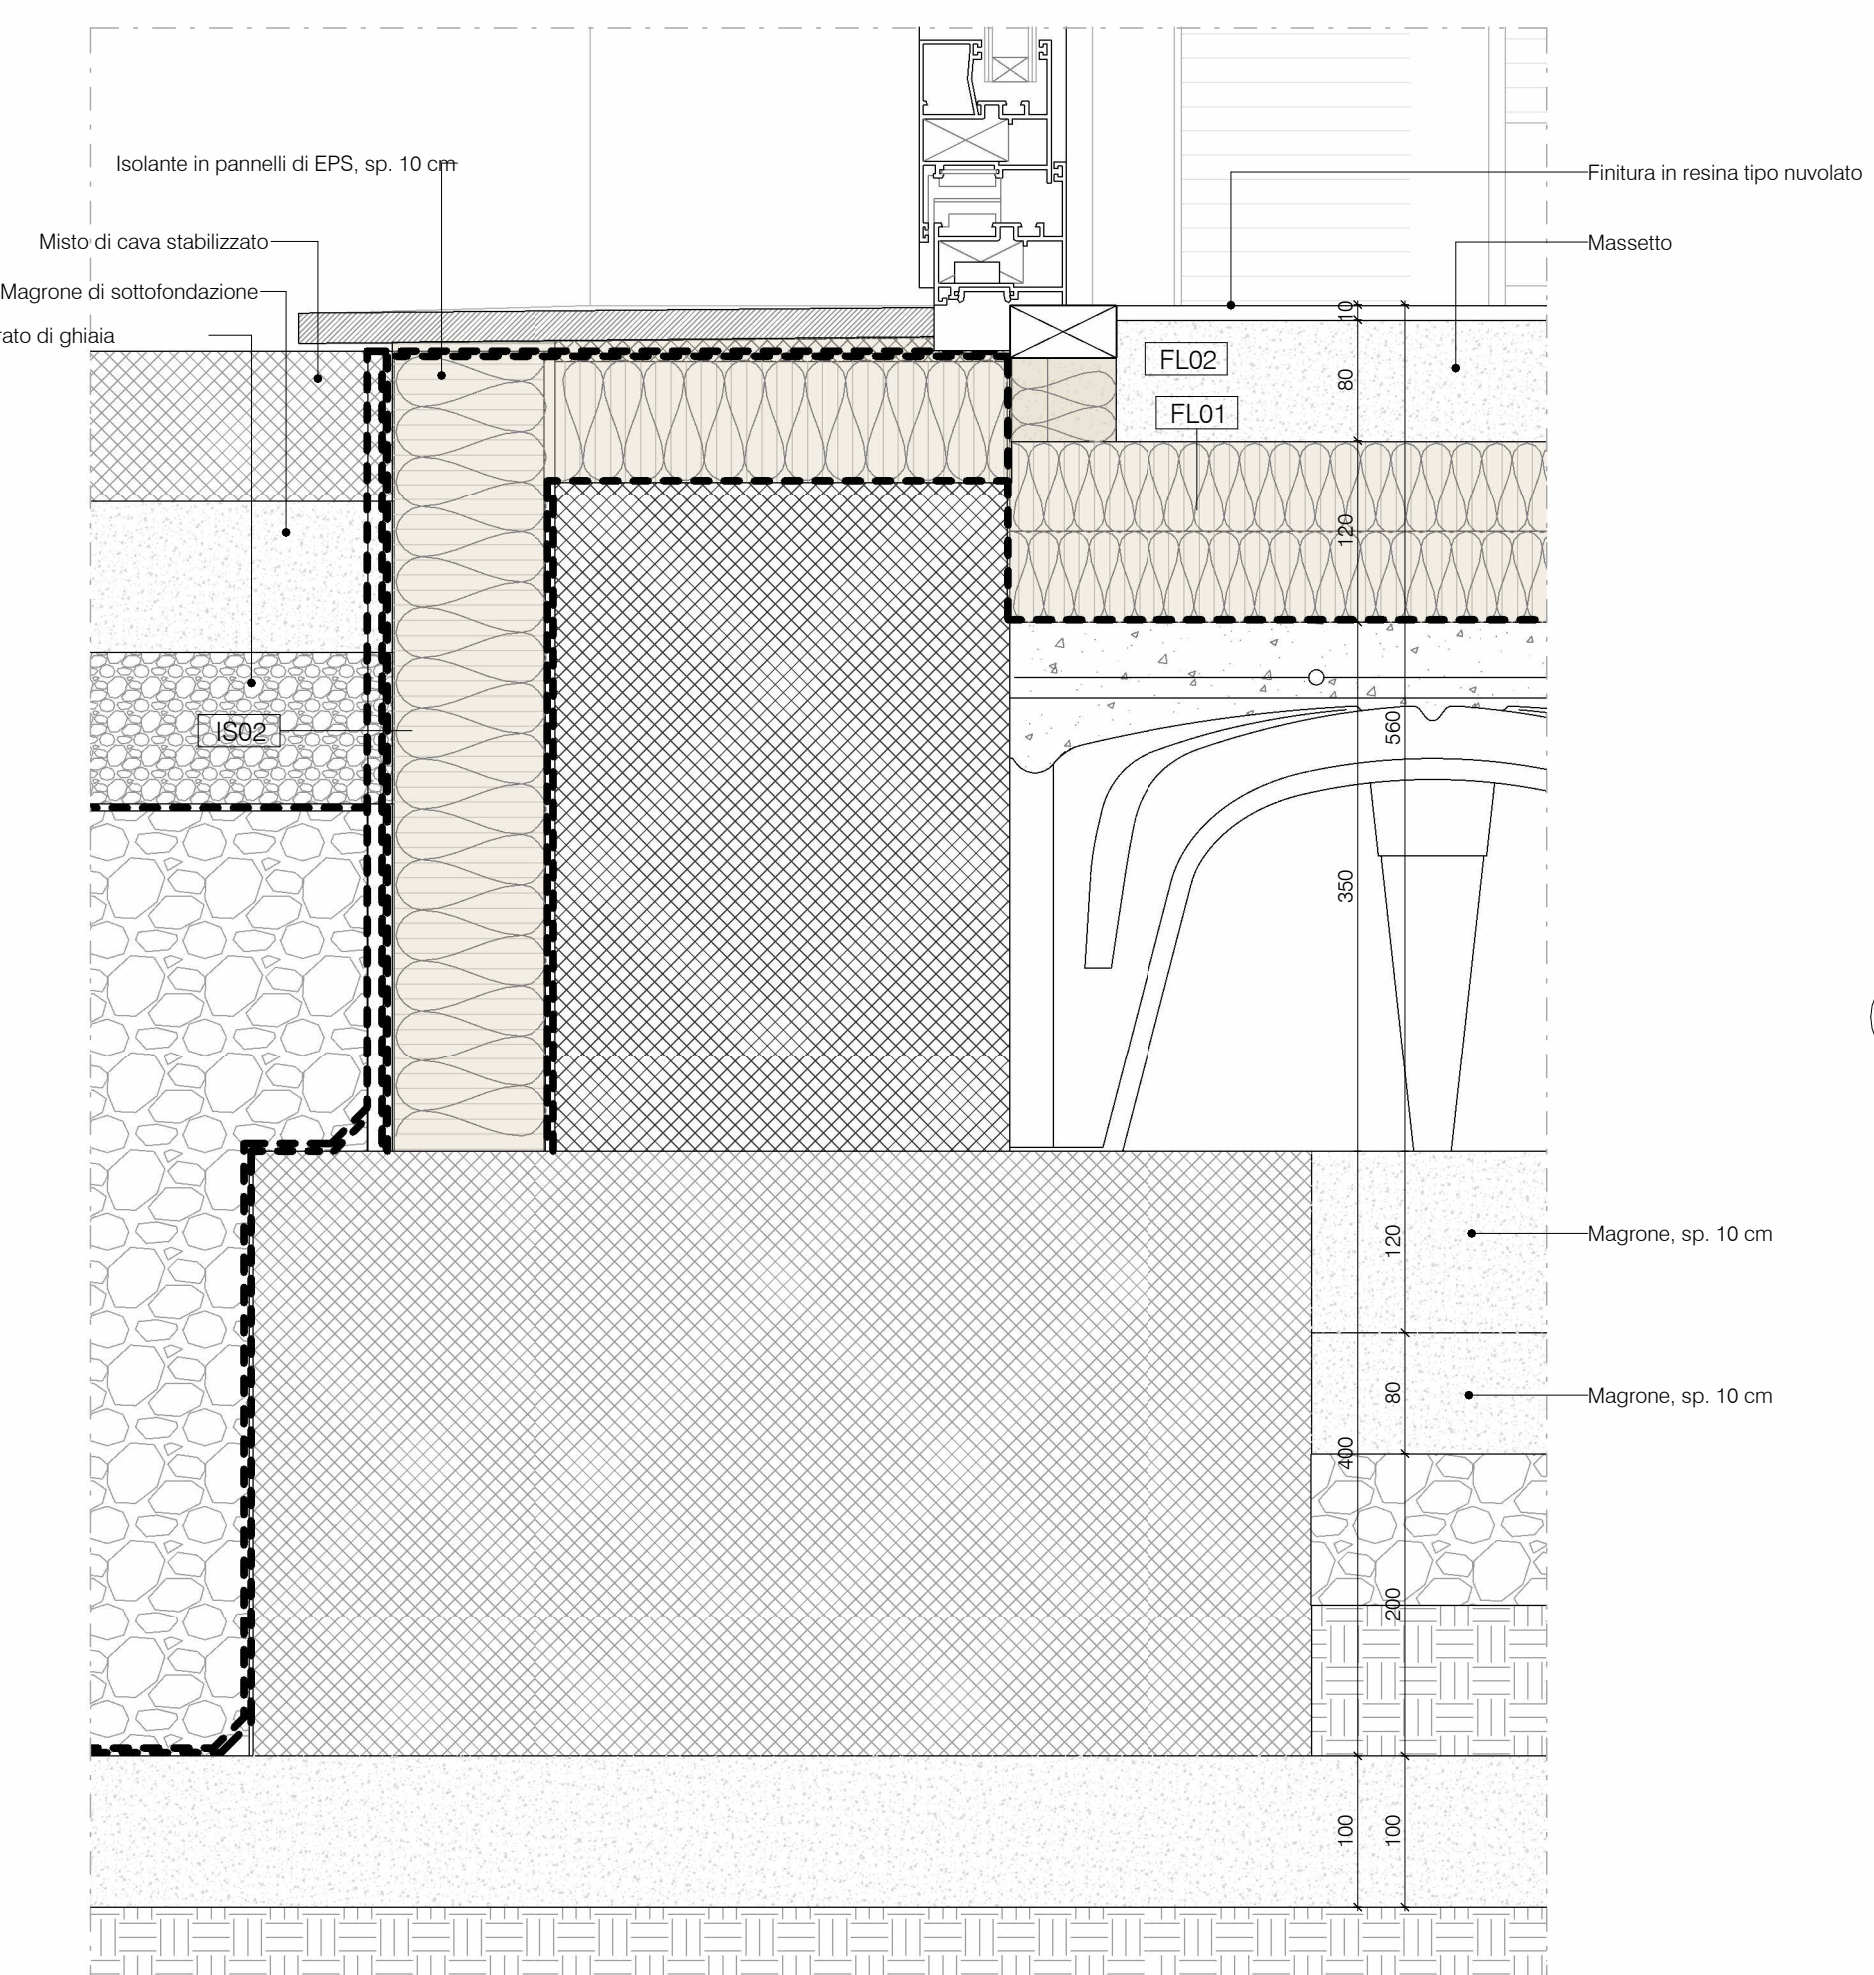 Isolante in pannelli di EPS, sp. 10 cm
Finitura in resina tipo nuvolato
Misto di cava stabilizzato
Massetto
Magrone di sottofondazione
di ghiaia
10
FL02
80
FL01
120
IS02
560
350
120
Magrone, sp. 10 cm
80
Magrone, sp. 10 cm
400
200
100
100